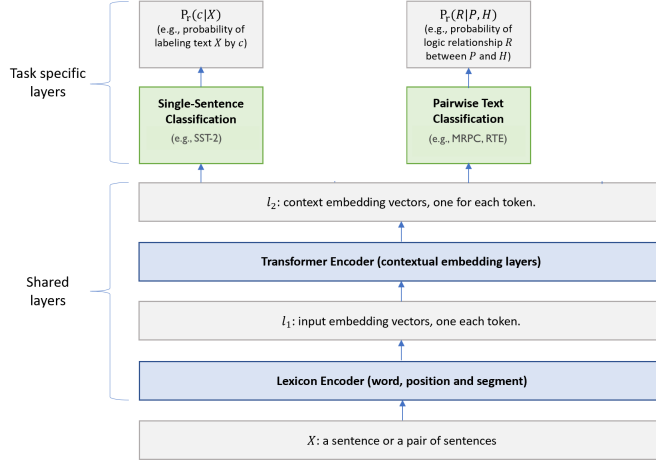 Pr(c|X)
(e.g., probability of
labeling text X by c)
Pr(R|P, H)
(e.g., probability of
logic relationship R
between P and H)
Task specific
layers
Single-Sentence
Classification
(e.g., SST-2)
Pairwise Text
Classification
(e.g., MRPC, RTE)
l₂: context embedding vectors, one for each token.
Transformer Encoder (contextual embedding layers)
Shared
layers
l₁: input embedding vectors, one each token.
Lexicon Encoder (word, position and segment)
X: a sentence or a pair of sentences